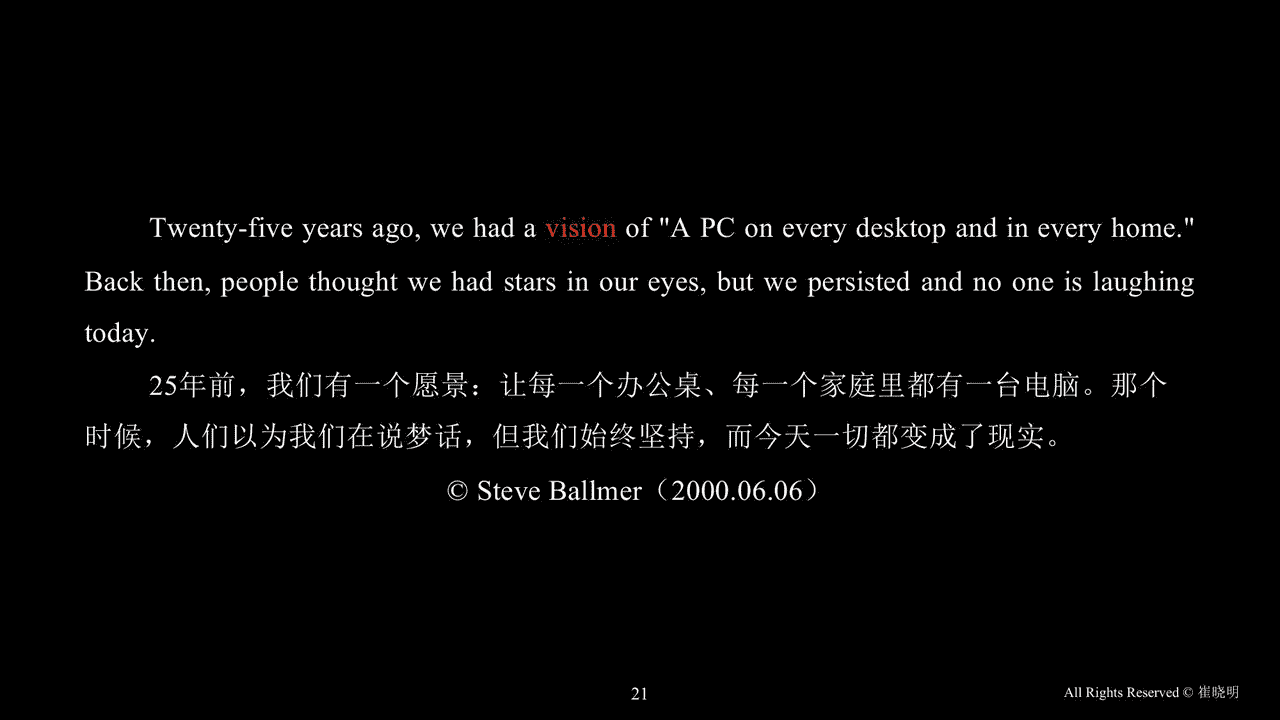 Twenty-five years ago, we had a vision of "A PC on every desktop and in every home."
Back then, people thought we had stars in our eyes, but we persisted and no one is laughing
today.
25年前，我们有一个愿景：让每一个办公桌、每一个家庭里都有一台电脑。那个
时候，人们以为我们在说梦话，但我们始终坚持，而今天一切都变成了现实。
© Steve Ballmer（2000.06.06）
21
All Rights Reserved © 崔晓明